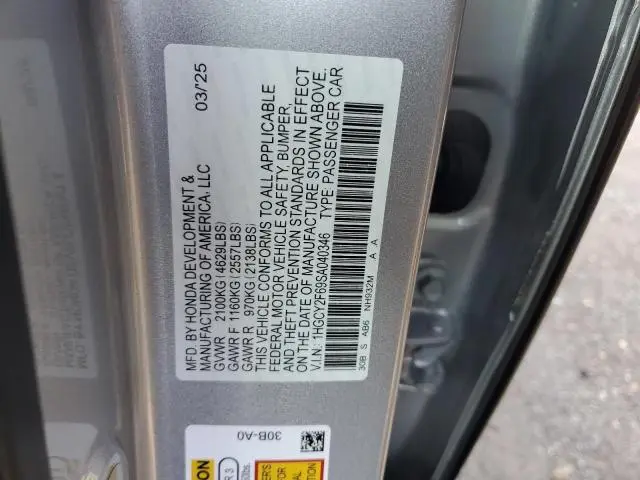 MFD. BY HONDA DEVELOPMENT & 03/25
MANUFACTURING OF AMERICA, LLC
GVWR 2100KG(4629LBS)
GAWR F 1160KG(2557LBS)
GAWR R 970KG(2138LBS)
THIS VEHICLE CONFORMS TO ALL APPLICABLE
FEDERAL MOTOR VEHICLE SAFETY, BUMPER,
AND THEFT PREVENTION STANDARDS IN EFFECT
ON THE DATE OF MANUFACTURE SHOWN ABOVE.
V.I.N. 1HGCY2F69SA040346 TYPE PASSENGER CAR
30B S AB6 NH932M A A
30B-A0